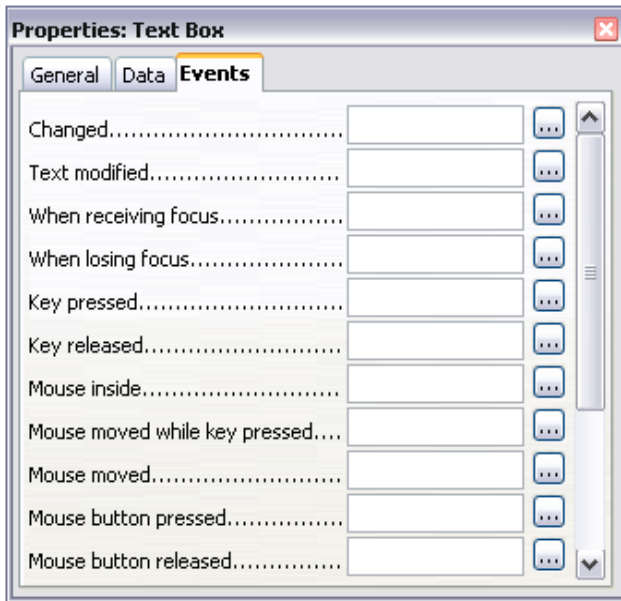 Properties: Text Box
General Data Events
Changed................................ ...
Text modified.......................... ...
When receiving focus................. ...
When losing focus..................... ...
Key pressed............................ ...
Key released........................... ...
Mouse inside........................... ...
Mouse moved while key pressed.... ...
Mouse moved.......................... ...
Mouse button pressed................ ...
Mouse button released............... ...